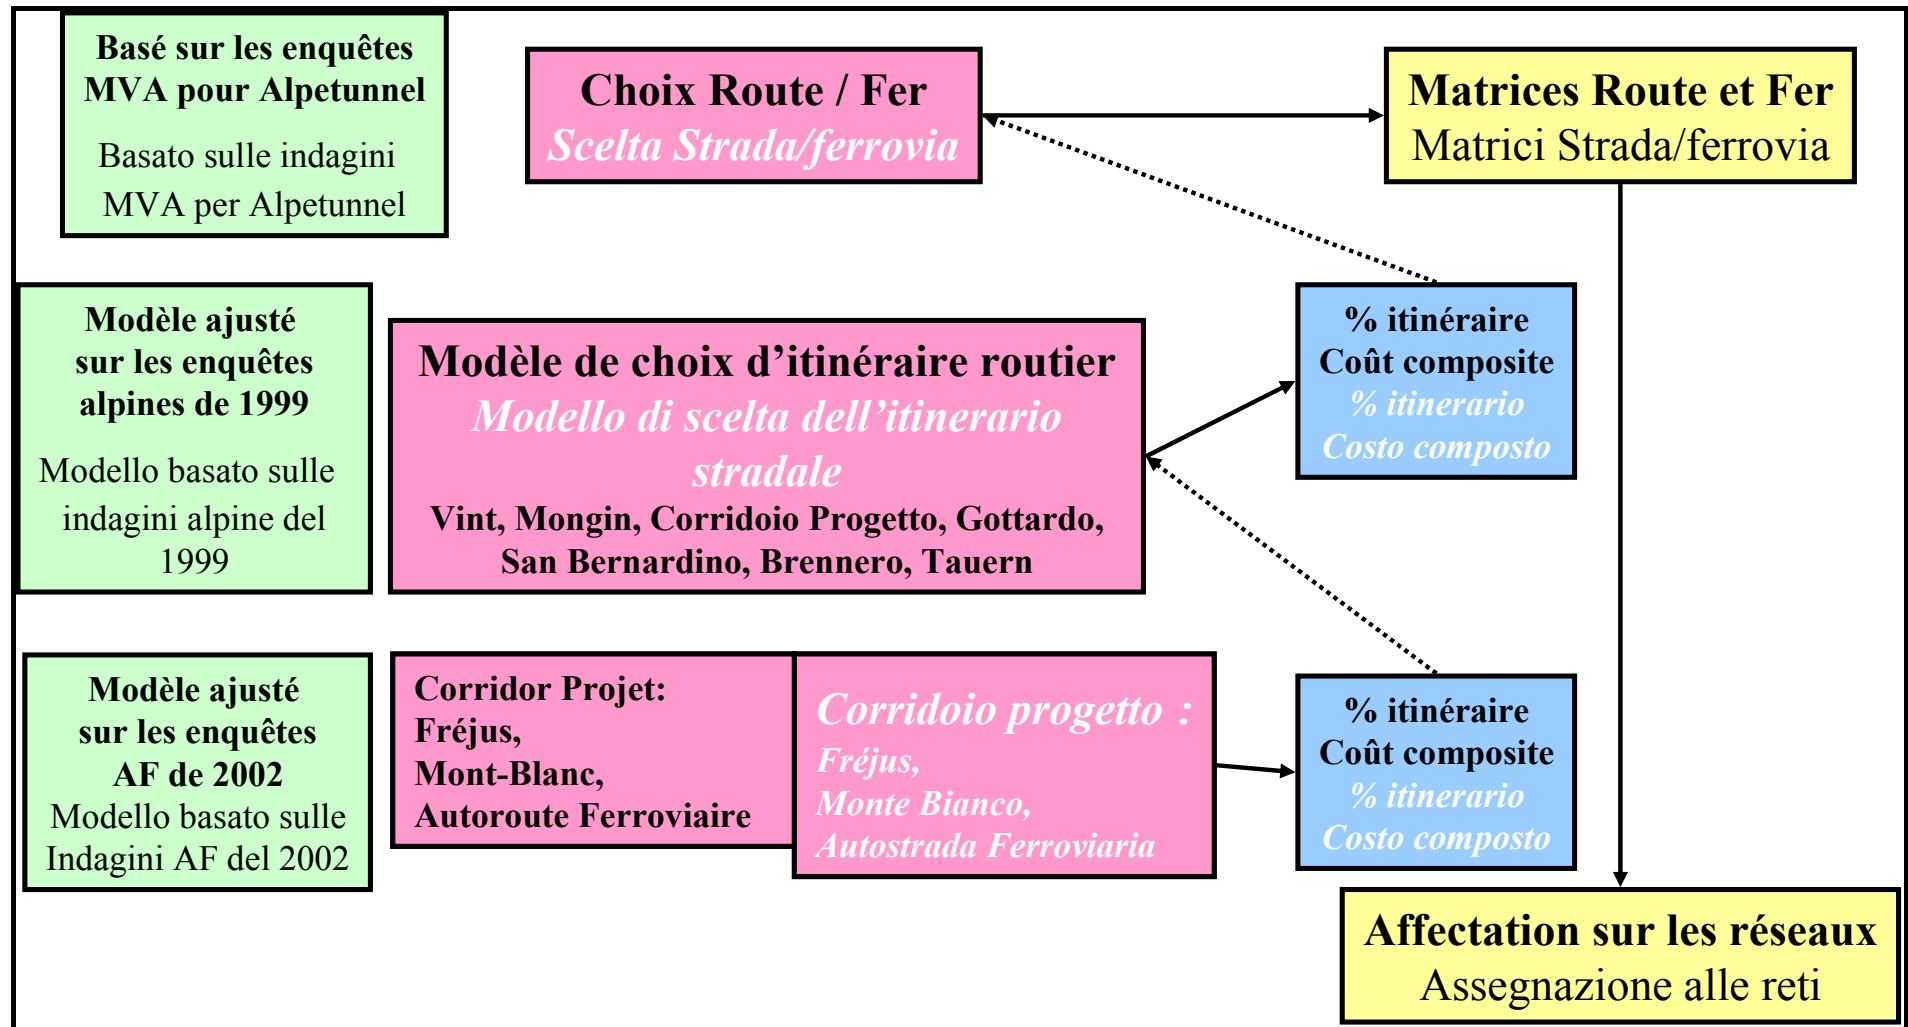 Basé sur les enquêtes
MVA pour Alpetunnel
Basato sulle indagini
MVA per Alpetunnel
Choix Route / Fer
Scelta Strada/ferrovia
Matrices Route et Fer
Matrici Strada/ferrovia
Modèle ajusté
sur les enquêtes
alpines de 1999
Modello basato sulle
indagini alpine del
1999
Modèle de choix d’itinéraire routier
Modello di scelta dell’itinerario
stradale
Vint, Mongin, Corridoio Progetto, Gottardo,
San Bernardino, Brennero, Tauern
% itinéraire
Coût composite
% itinerario
Costo composto
Modèle ajusté
sur les enquêtes
AF de 2002
Modello basato sulle
Indagini AF del 2002
Corridor Projet:
Fréjus,
Mont-Blanc,
Autoroute Ferroviaire
Corridoio progetto :
Fréjus,
Monte Bianco,
Autostrada Ferroviaria
% itinéraire
Coût composite
% itinerario
Costo composto
Affectation sur les réseaux
Assegnazione alle reti